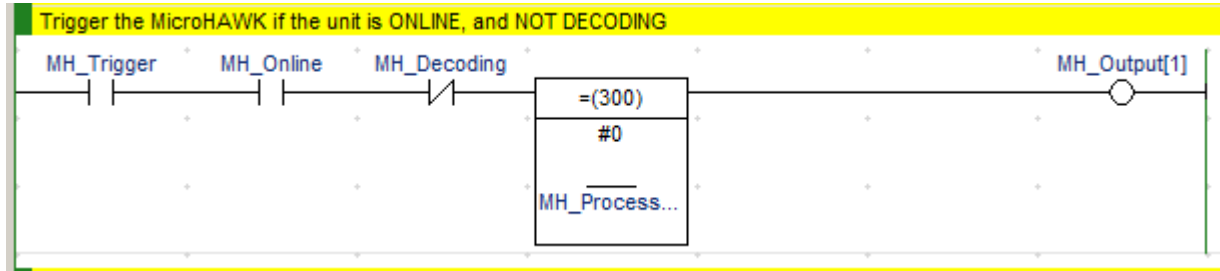 Trigger the MicroHAWK if the unit is ONLINE, and NOT DECODING
MH_Trigger MH_Online MH_Decoding MH_Output[1]
=(300)
#0
MH_Process...